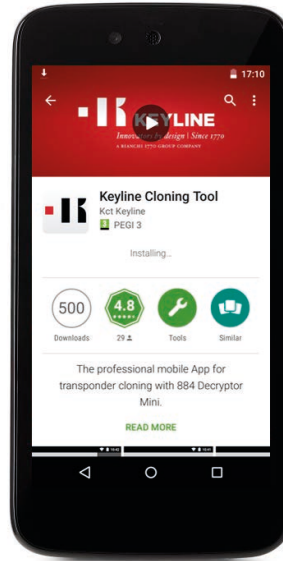 17:10
KEYLINE
Innovators by design | Since 1770
A BIANCHI 1770 GROUP COMPANY
Keyline Cloning Tool
Kct Keyline
3 PEGI 3
Installing...
500
4.8
Downloads
29
Tools
Similar
The professional mobile App for
transponder cloning with 884 Decryptor
Mini.
READ MORE